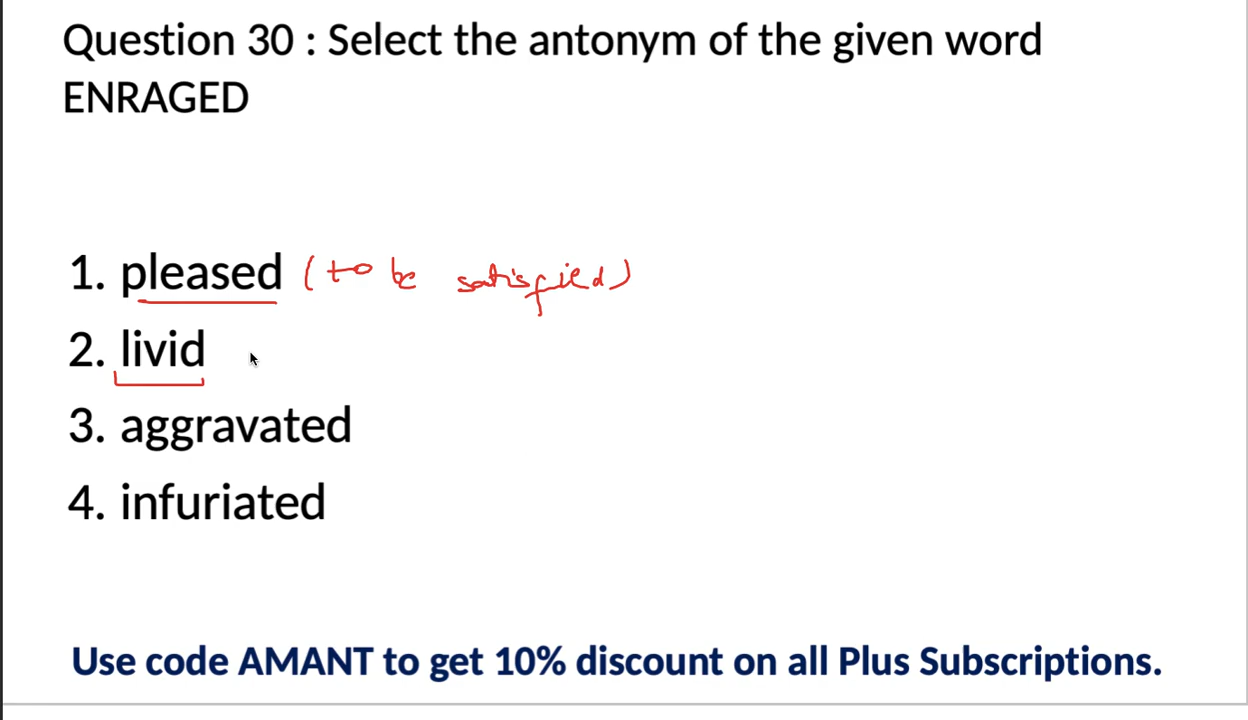 Question 30 : Select the antonym of the given word
ENRAGED
1. pleased (to be satisfied)
2. livid
3. aggravated
4. infuriated
Use code AMANT to get 10% discount on all Plus Subscriptions.